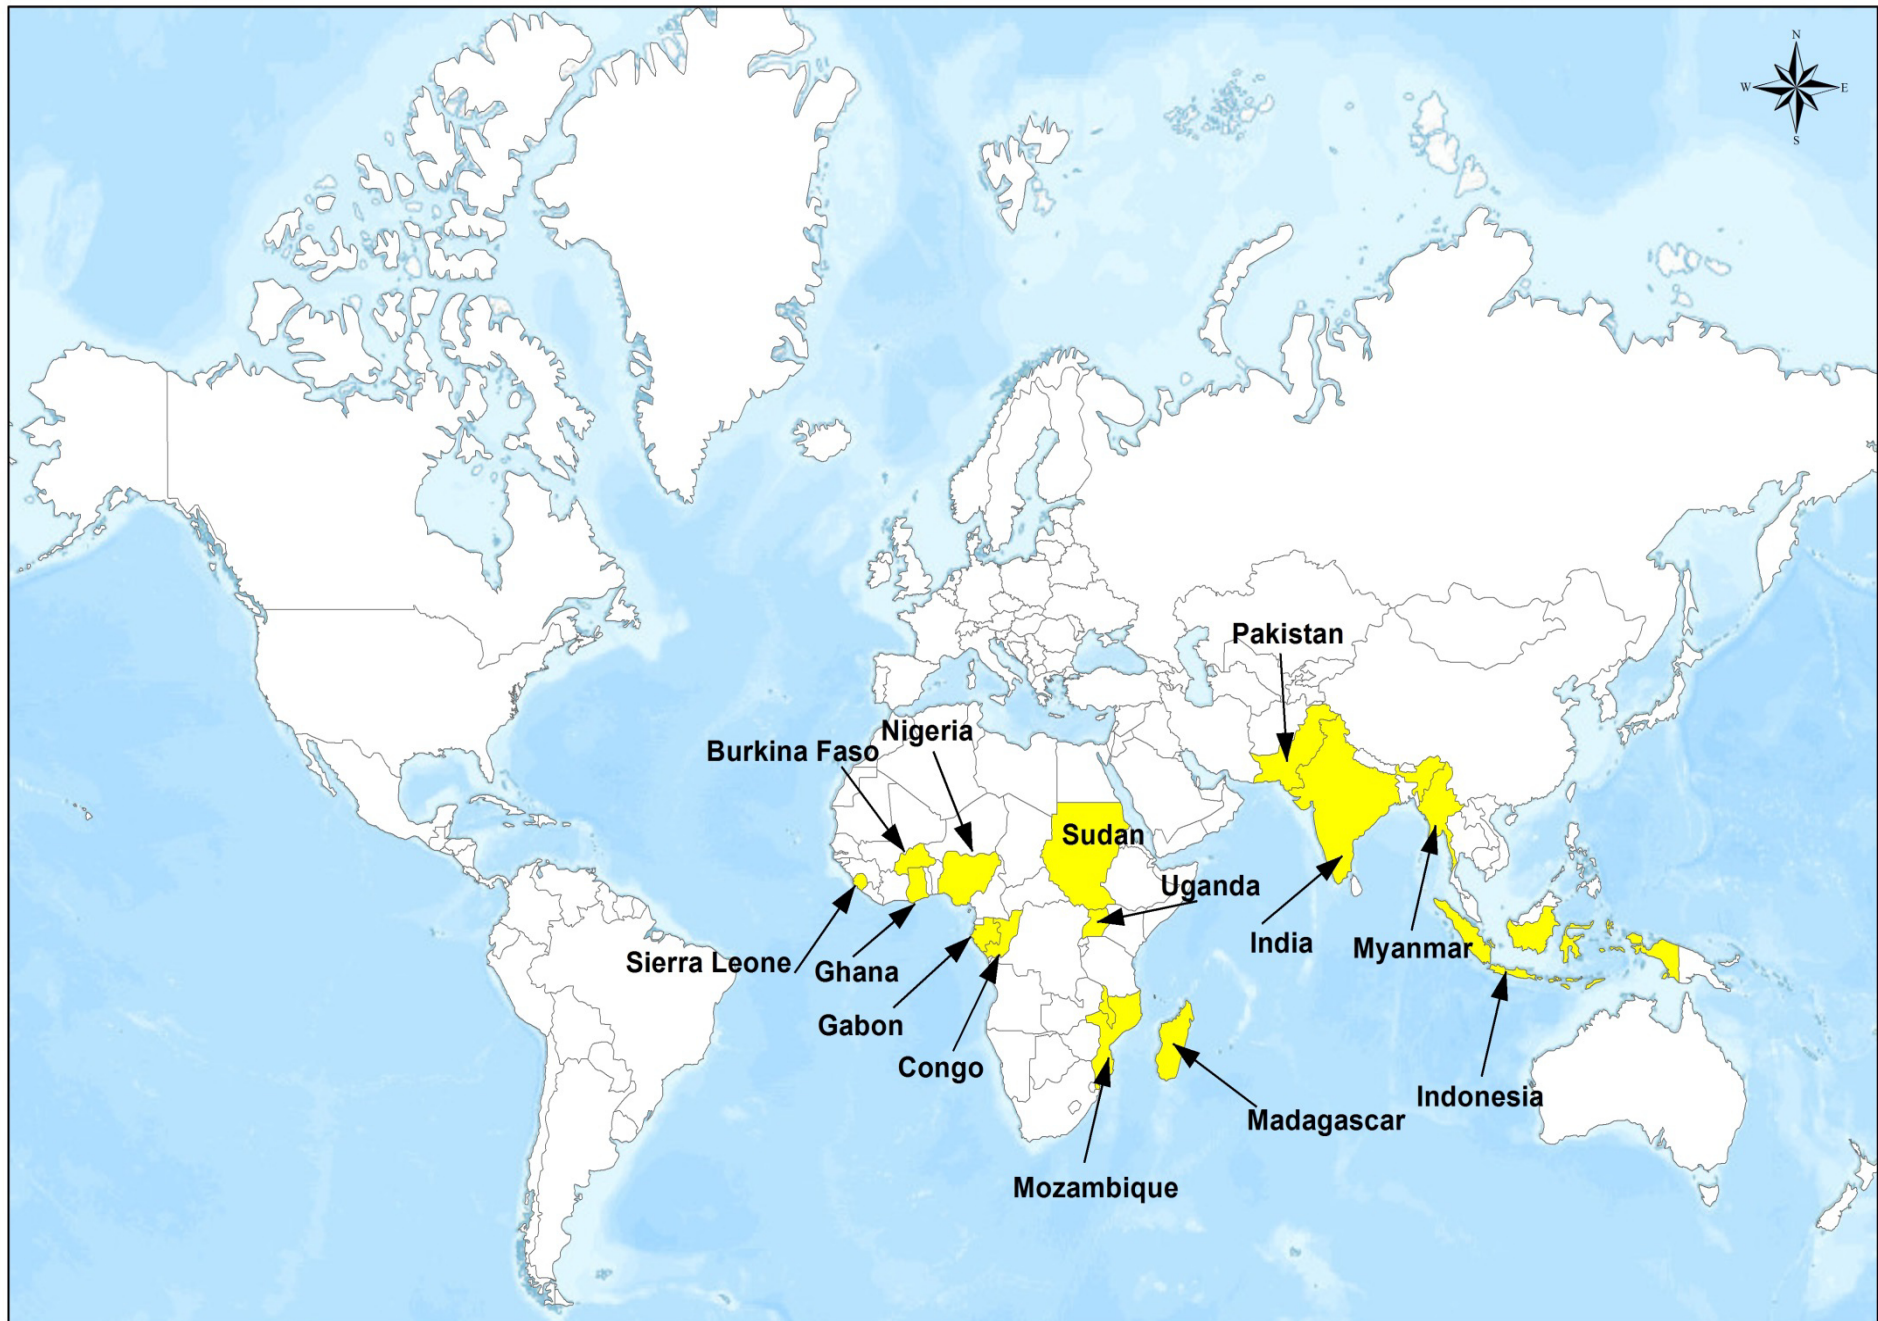 N
W
E
S
Pakistan
Nigeria
Burkina Faso
Sudan
Uganda
India
Myanmar
Sierra Leone
Ghana
Gabon
Congo
Indonesia
Madagascar
Mozambique